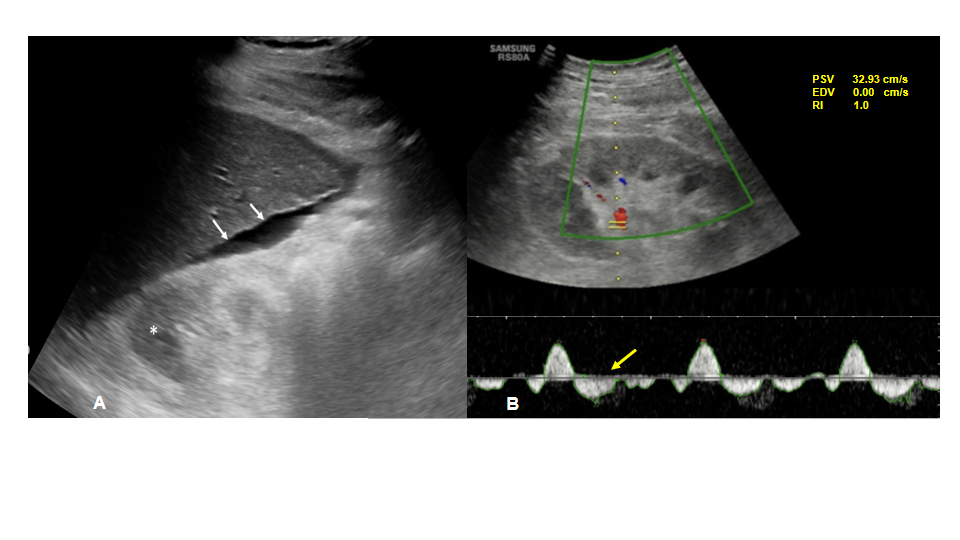 SAMSUNG
RS80A
PSV 32.93 cm/s
EDV 0.00 cm/s
RI 1.0
*
A
B